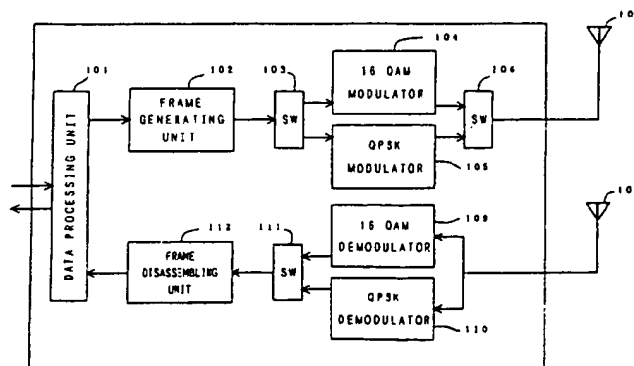 10
101
102
103
104
106
DATA PROCESSING UNIT
FRAME
GENERATING
UNIT
SW
16 QAM
MODULATOR
SW
QPSK
MODULATOR
105
10
112
111
109
FRAME
DISASSEMBLING
UNIT
SW
16 QAM
DEMODULATOR
QPSK
DEMODULATOR
110